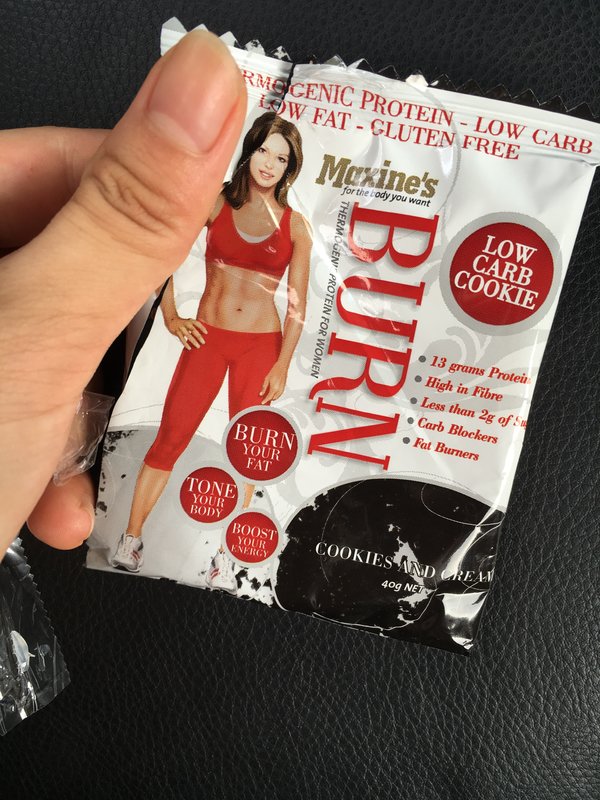 RMOGENIC PROTEIN - LOW CARB
LOW FAT - GLUTEN FREE
Maxine's
for the body you want
BURN
THERMOGENIC PROTEIN FOR WOMEN
LOW
CARB
COOKIE
• 13 grams Protein
• High in Fibre
• Less than 2g of Su
• Carb Blockers
• Fat Burners
BURN
YOUR
FAT
TONE
YOUR
BODY
BOOST
YOUR
ENERGY
COOKIES AND CREAM
40g NET